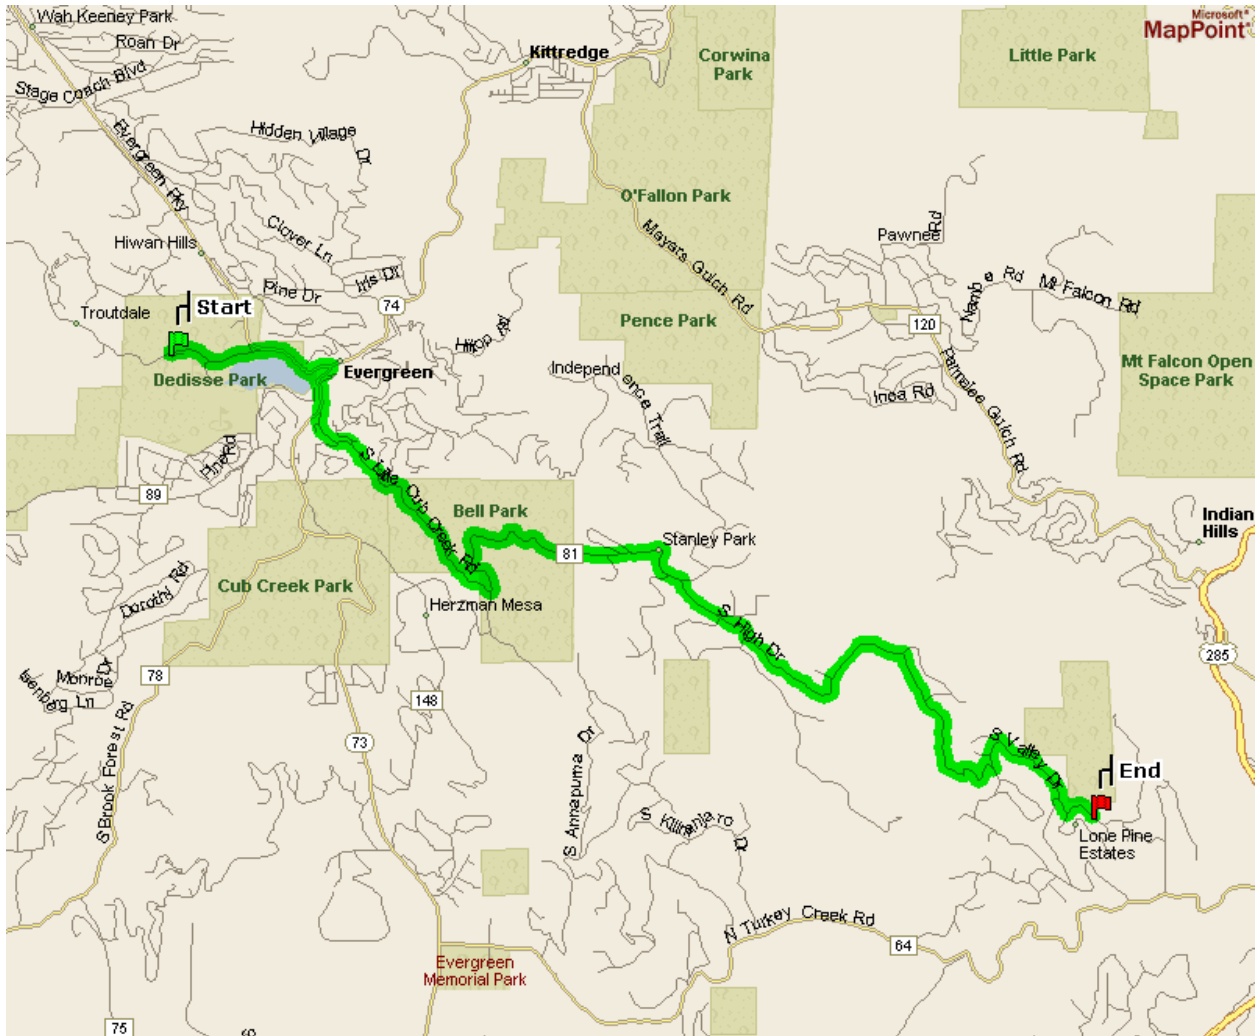 Microsoft®
MapPoint®
Wah Keeney Park
Roan Dr
Stage Coach Blvd
Kittredge
Corwina
Park
Little Park
Evergreen Pky
Hidden Village Dr
O'Fallon Park
Hiwan Hills
Clover Ln
Iris Dr
Pine Dr
74
Mayars Gulch Rd
Pawnee Rd
Nambe Rd
Mt Falcon Rd
Troutdale
Start
Pence Park
120
Hilltop Rd
Evergreen
Dedisse Park
Independence Trail
Inca Rd
Parmelee Gulch Rd
Mt Falcon Open
Space Park
Pine Rd
89
S Little Cub Creek Rd
Bell Park
81
Stanley Park
Indian
Hills
Cub Creek Park
Dorothy Rd
Herzman Mesa
S High Dr
285
Monroe Dr
Isenberg Ln
78
148
73
S Brook Forest Rd
S Annapurna Dr
S Valley Dr
End
S Kilimanjaro Dr
Lone Pine
Estates
N Turkey Creek Rd
64
Evergreen
Memorial Park
75